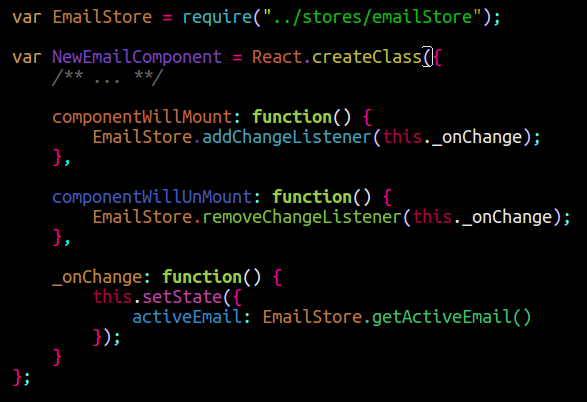 var EmailStore = require("../stores/emailStore");
var NewEmailComponent = React.createClass({
/** ... **/
componentWillMount: function() {
EmailStore.addChangeListener(this._onChange);
},
componentWillUnMount: function() {
EmailStore.removeChangeListener(this._onChange);
},
_onChange: function() {
this.setState({
activeEmail: EmailStore.getActiveEmail()
});
}
};